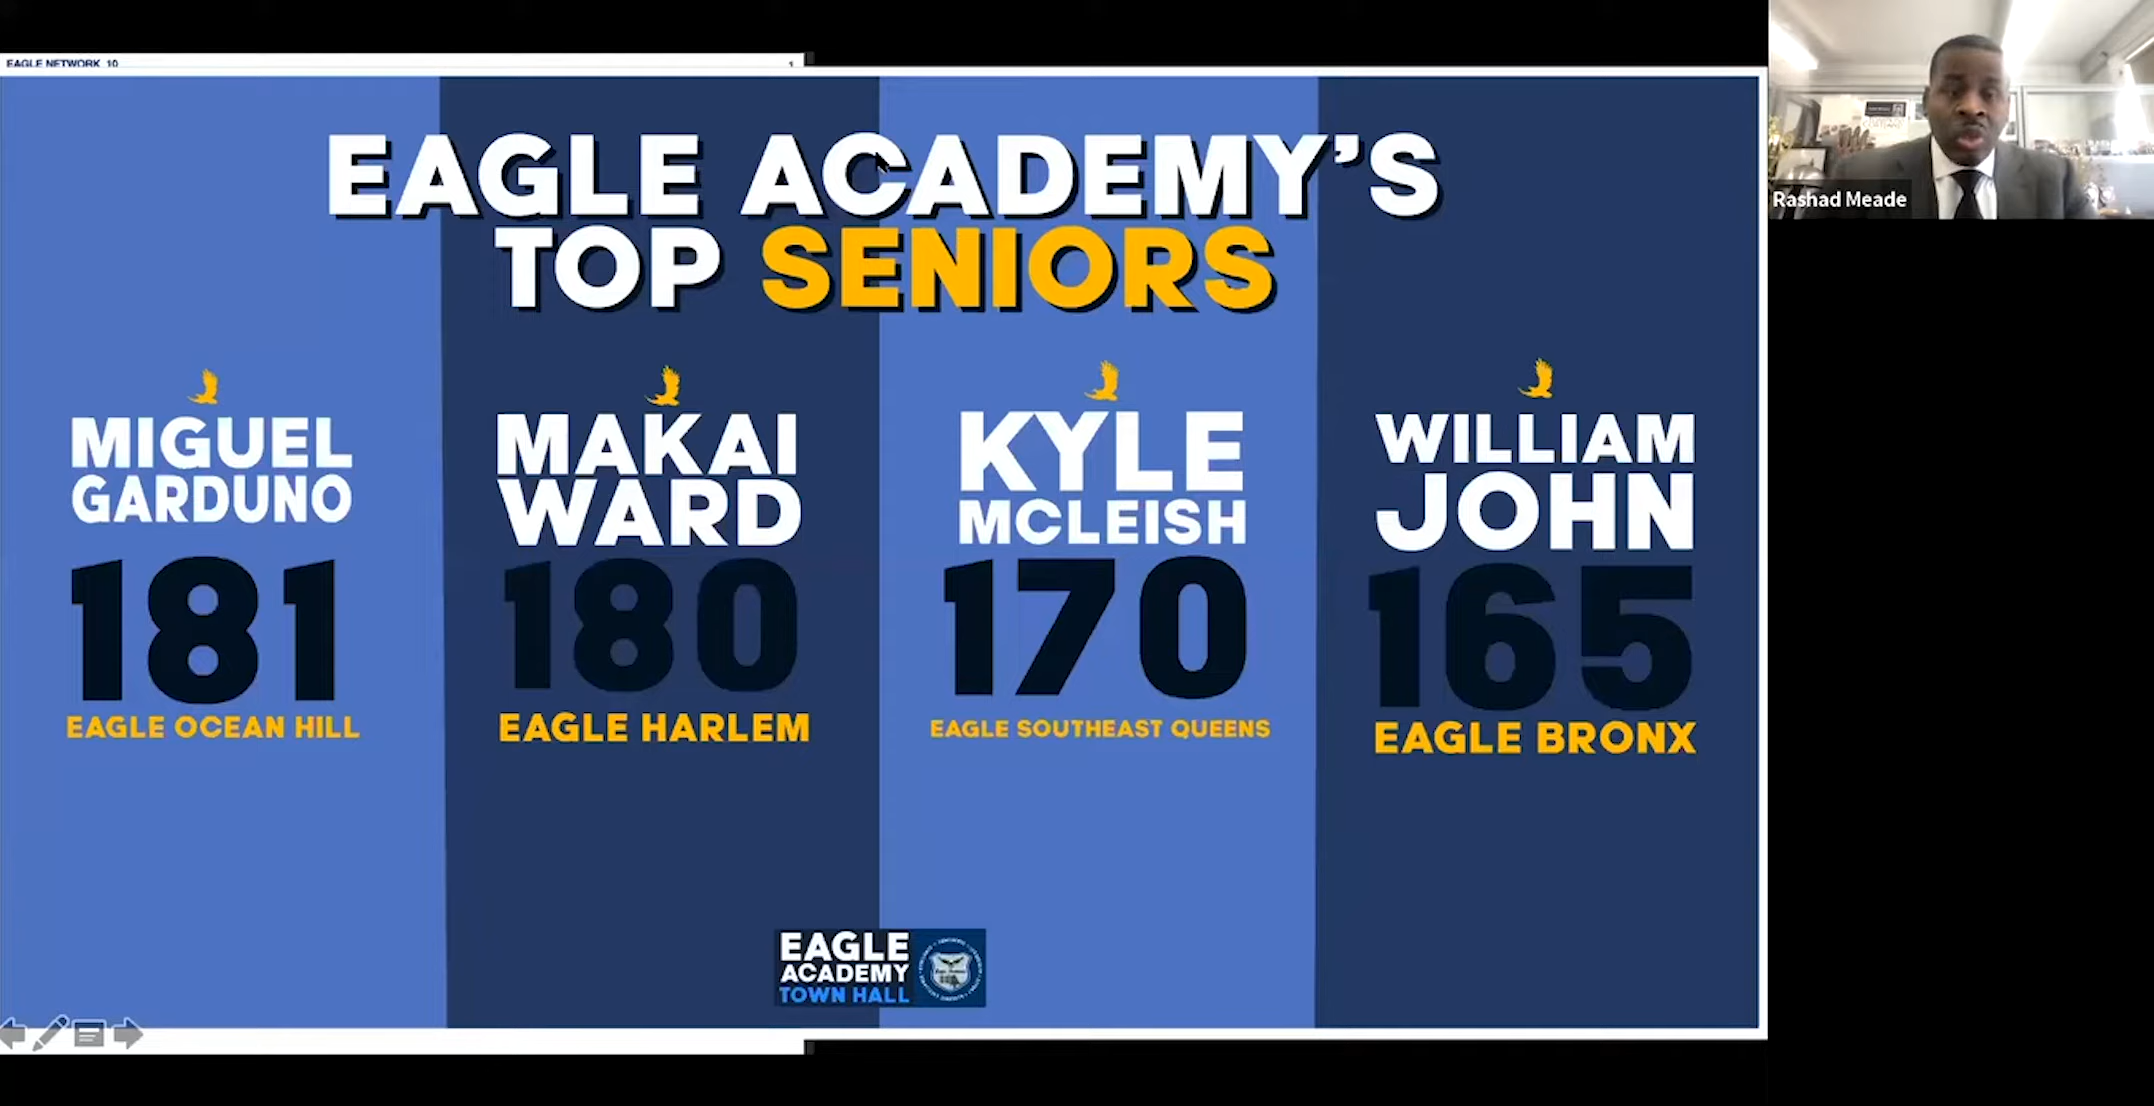 EAGLE NETWORK 10
1
EAGLE ACADEMY'S
TOP SENIORS
MIGUEL
GARDUNO
181
EAGLE OCEAN HILL
MAKAI
WARD
180
EAGLE HARLEM
KYLE
MCLEISH
170
EAGLE SOUTHEAST QUEENS
WILLIAM
JOHN
165
EAGLE BRONX
EAGLE
ACADEMY
TOWN HALL
Rashad Meade